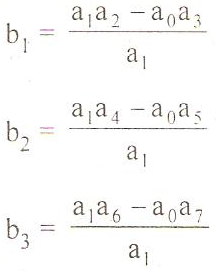 b₁ = (a₁a₂ − a₀a₃) / a₁
b₂ = (a₁a₄ − a₀a₅) / a₁
b₃ = (a₁a₆ − a₀a₇) / a₁